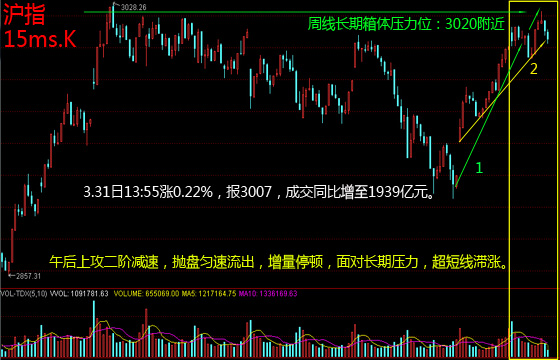 沪指
15ms.K
3028.26
周线长期箱体压力位：3020附近
2
1
3.31日13:55涨0.22%，报3007，成交同比增至1939亿元。
午后上攻二阶减速，抛盘匀速流出，增量停顿，面对长期压力，超短线滞涨。
2857.31
VOL-TDX(5,10) VVOL: 1091781.63 VOLUME: 655069.00 MA5: 1217164.75 MA10: 1336169.63